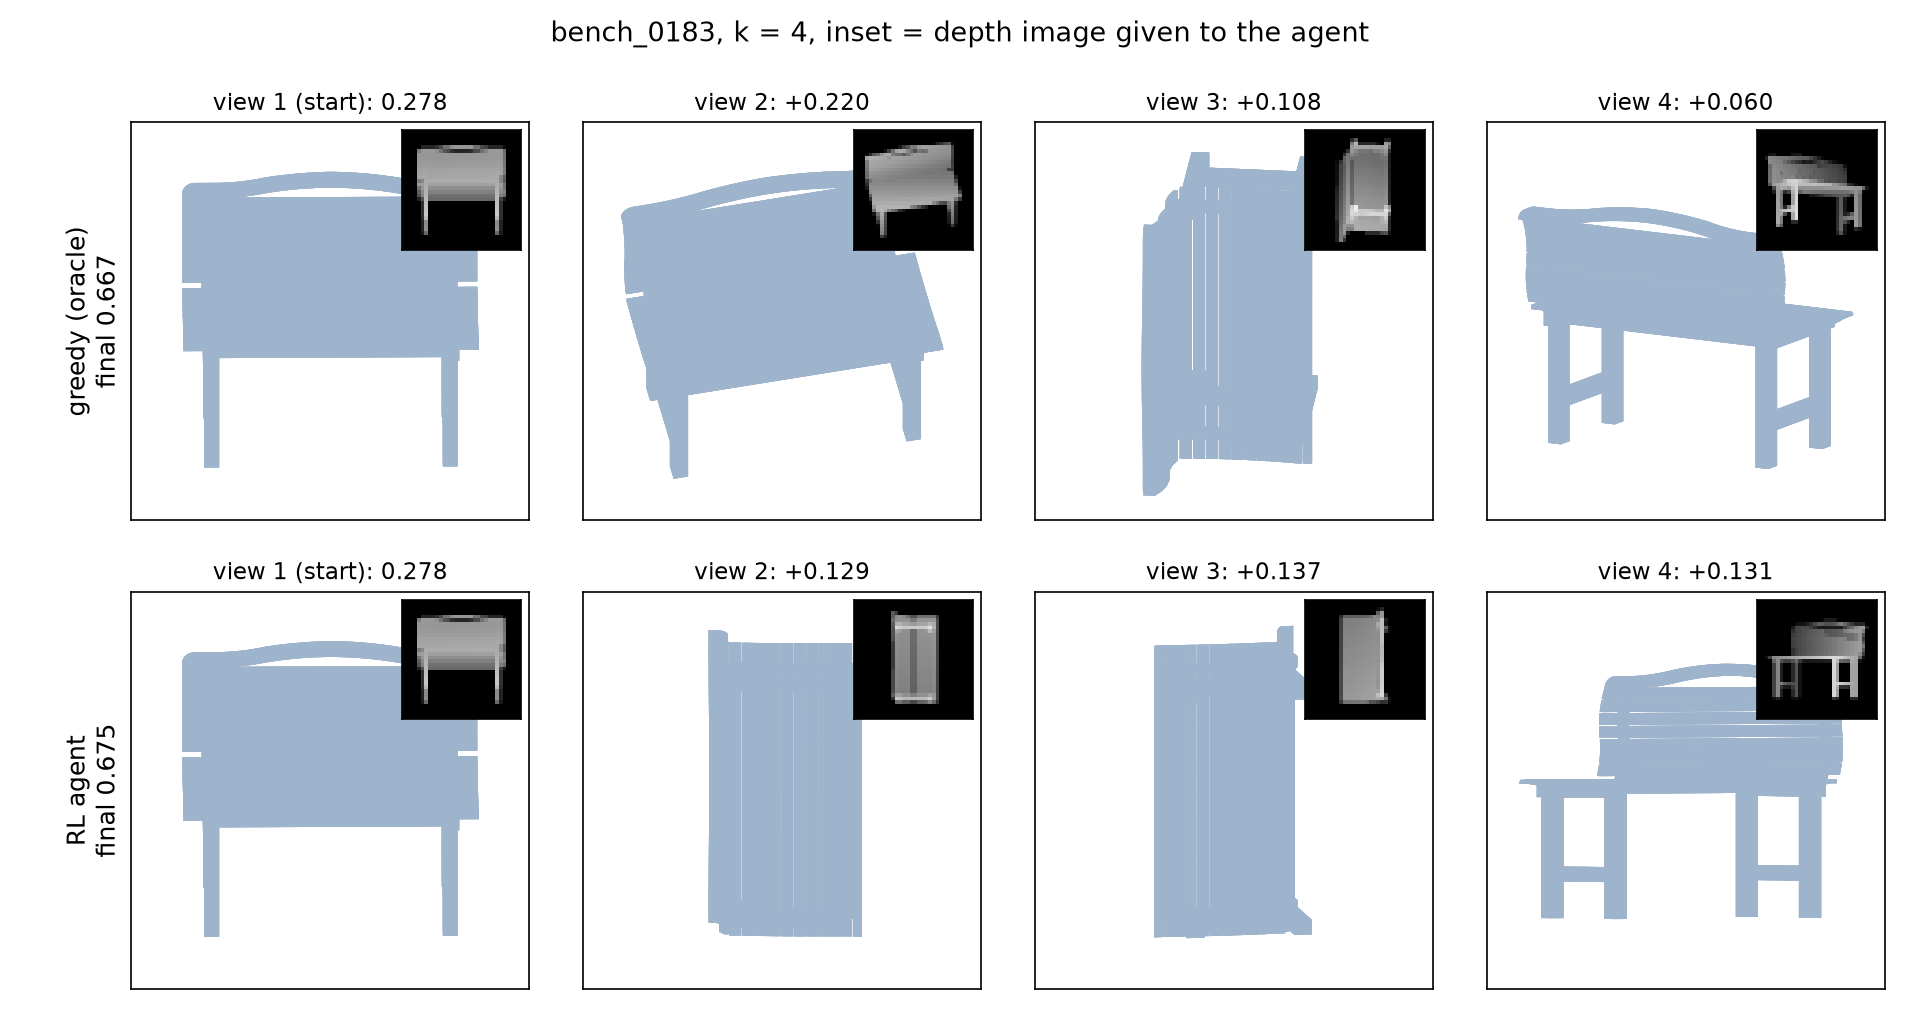 bench_0183, k = 4, inset = depth image given to the agent
view 1 (start): 0.278
view 2: +0.220
view 3: +0.108
view 4: +0.060
greedy (oracle)
final 0.667
view 1 (start): 0.278
view 2: +0.129
view 3: +0.137
view 4: +0.131
RL agent
final 0.675